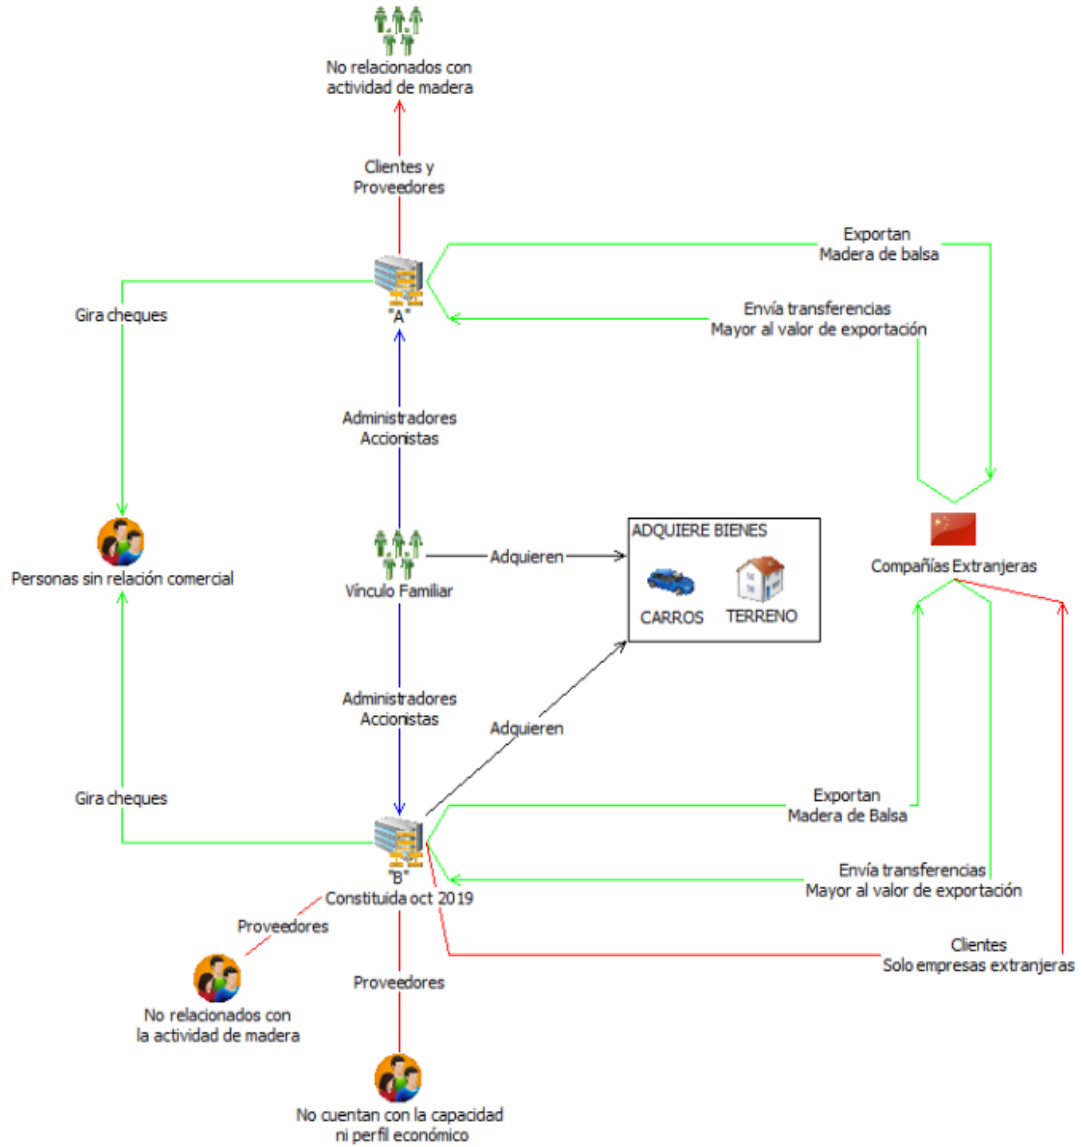 No relacionados con
actividad de madera
Clientes y
Proveedores
Exportan
Madera de balsa
"A"
Gira cheques
Envía transferencias
Mayor al valor de exportación
Administradores
Accionistas
ADQUIERE BIENES
Adquieren
CARROS
TERRENO
Vínculo Familiar
Personas sin relación comercial
Compañías Extranjeras
Administradores
Accionistas
Adquieren
Gira cheques
Exportan
Madera de Balsa
"B"
Constituida oct 2019
Envía transferencias
Mayor al valor de exportación
Proveedores
Clientes
Solo empresas extranjeras
Proveedores
No relacionados con
la actividad de madera
No cuentan con la capacidad
ni perfil económico